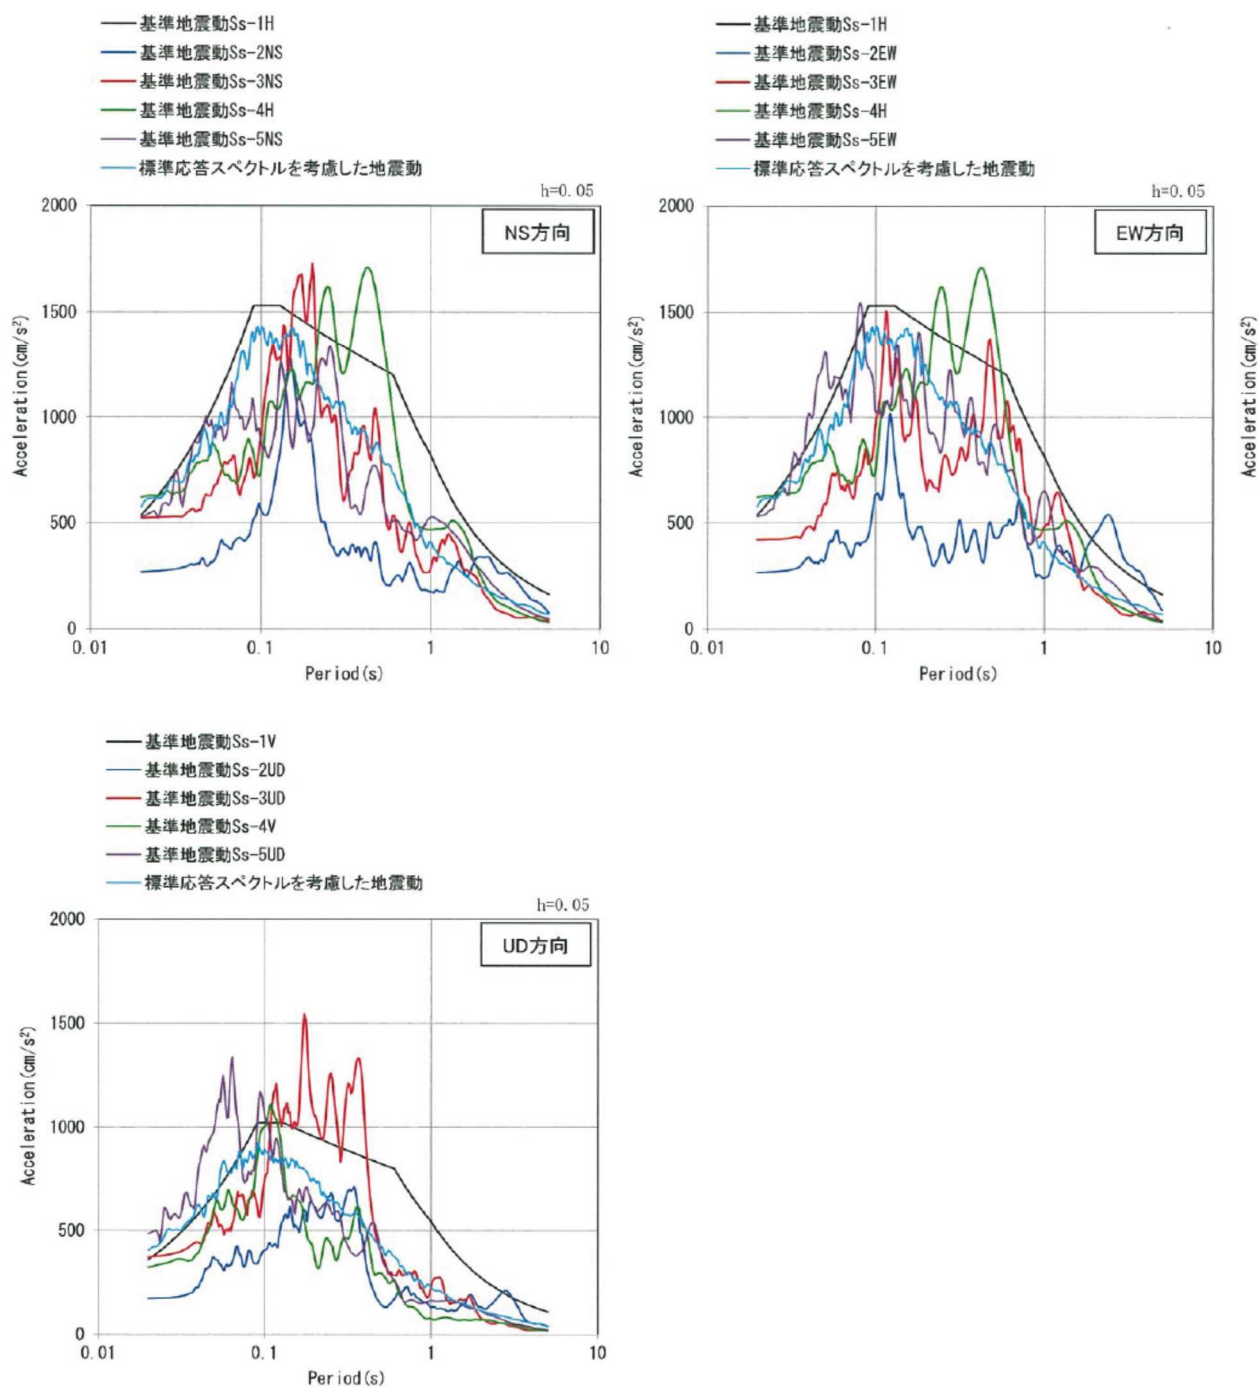 基準地震動Ss-1H
基準地震動Ss-2NS
基準地震動Ss-3NS
基準地震動Ss-4H
基準地震動Ss-5NS
標準応答スペクトルを考慮した地震動
h=0.05
NS方向
2000
1500
1000
500
0
Acceleration(cm/s²)
0.01 0.1 1 10
Period(s)
基準地震動Ss-1H
基準地震動Ss-2EW
基準地震動Ss-3EW
基準地震動Ss-4H
基準地震動Ss-5EW
標準応答スペクトルを考慮した地震動
h=0.05
EW方向
2000
1500
1000
500
0
Acceleration(cm/s²)
0.01 0.1 1 10
Period(s)
Acceleration(cm/s²)
基準地震動Ss-1V
基準地震動Ss-2UD
基準地震動Ss-3UD
基準地震動Ss-4V
基準地震動Ss-5UD
標準応答スペクトルを考慮した地震動
h=0.05
UD方向
2000
1500
1000
500
0
Acceleration(cm/s²)
0.01 0.1 1 10
Period(s)